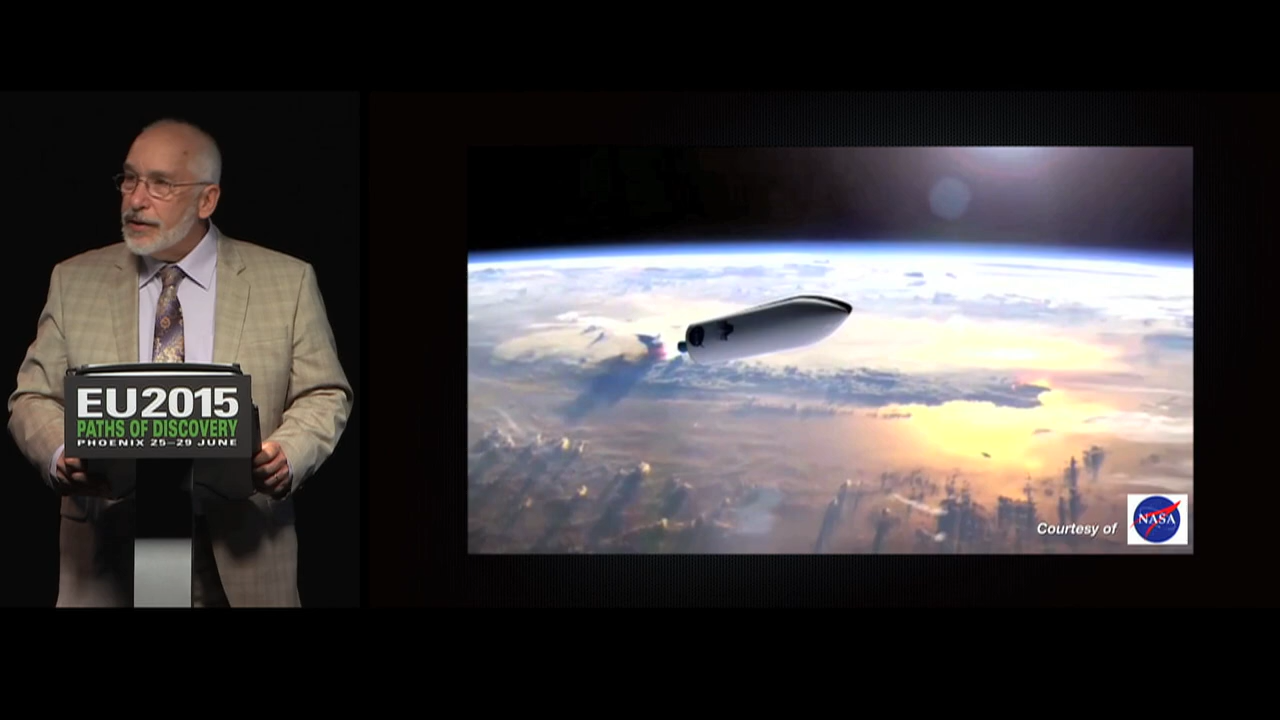 EU2015
PATHS OF DISCOVERY
PHOENIX 25–29 JUNE
Courtesy of
NASA